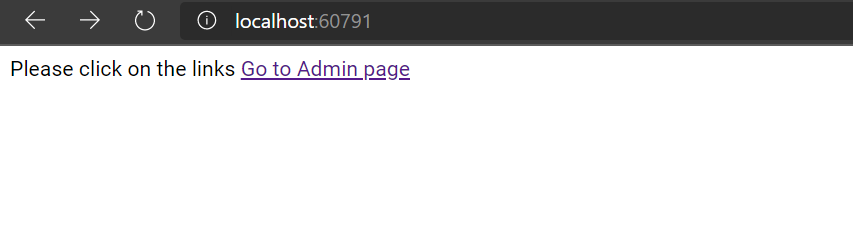 localhost:60791
Please click on the links Go to Admin page